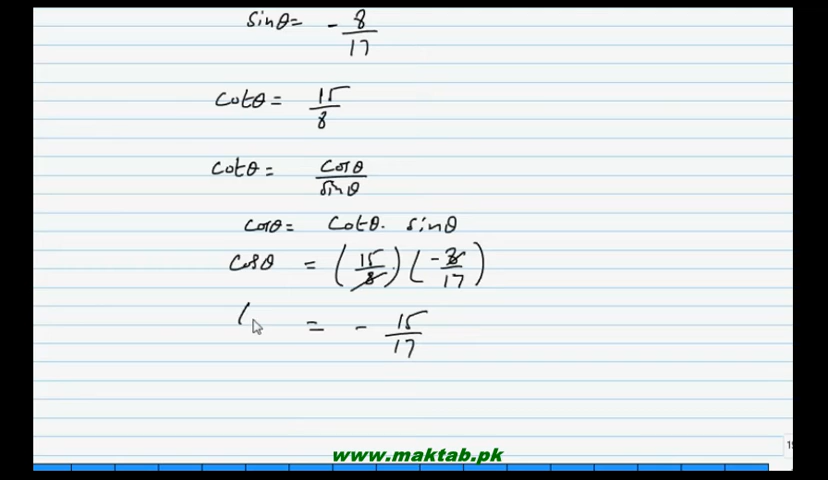 sinθ = - 8/17
cotθ = 15/8
cotθ = cosθ/sinθ
cosθ = cotθ. sinθ
cosθ = (15/8)(-8/17)
= - 15/17
www.maktab.pk